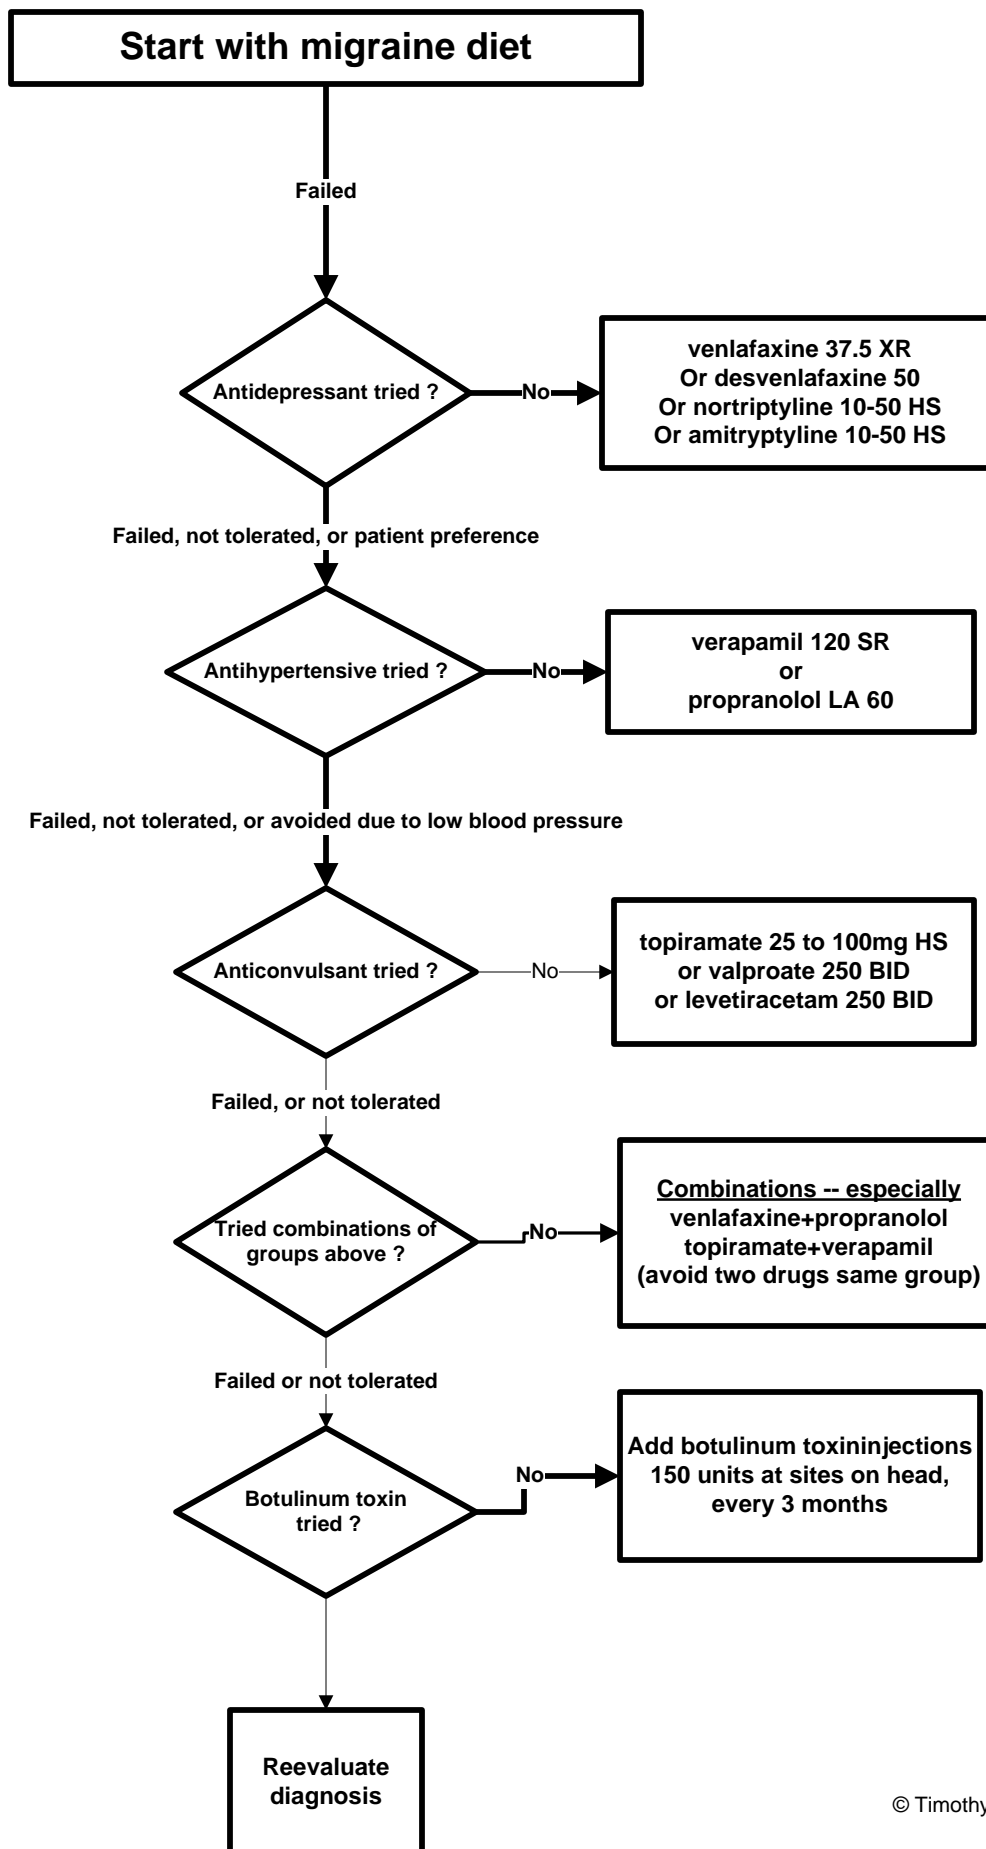 Start with migraine diet
Failed
Antidepressant tried ?
No
venlafaxine 37.5 XR
Or desvenlafaxine 50
Or nortriptyline 10-50 HS
Or amitryptyline 10-50 HS
Failed, not tolerated, or patient preference
Antihypertensive tried ?
No
verapamil 120 SR
or
propranolol LA 60
Failed, not tolerated, or avoided due to low blood pressure
Anticonvulsant tried ?
No
topiramate 25 to 100mg HS
or valproate 250 BID
or levetiracetam 250 BID
Failed, or not tolerated
Tried combinations of
groups above ?
No
Combinations -- especially
venlafaxine+propranolol
topiramate+verapamil
(avoid two drugs same group)
Failed or not tolerated
Botulinum toxin
tried ?
No
Add botulinum toxininjections
150 units at sites on head,
every 3 months
Reevaluate
diagnosis
© Timothy